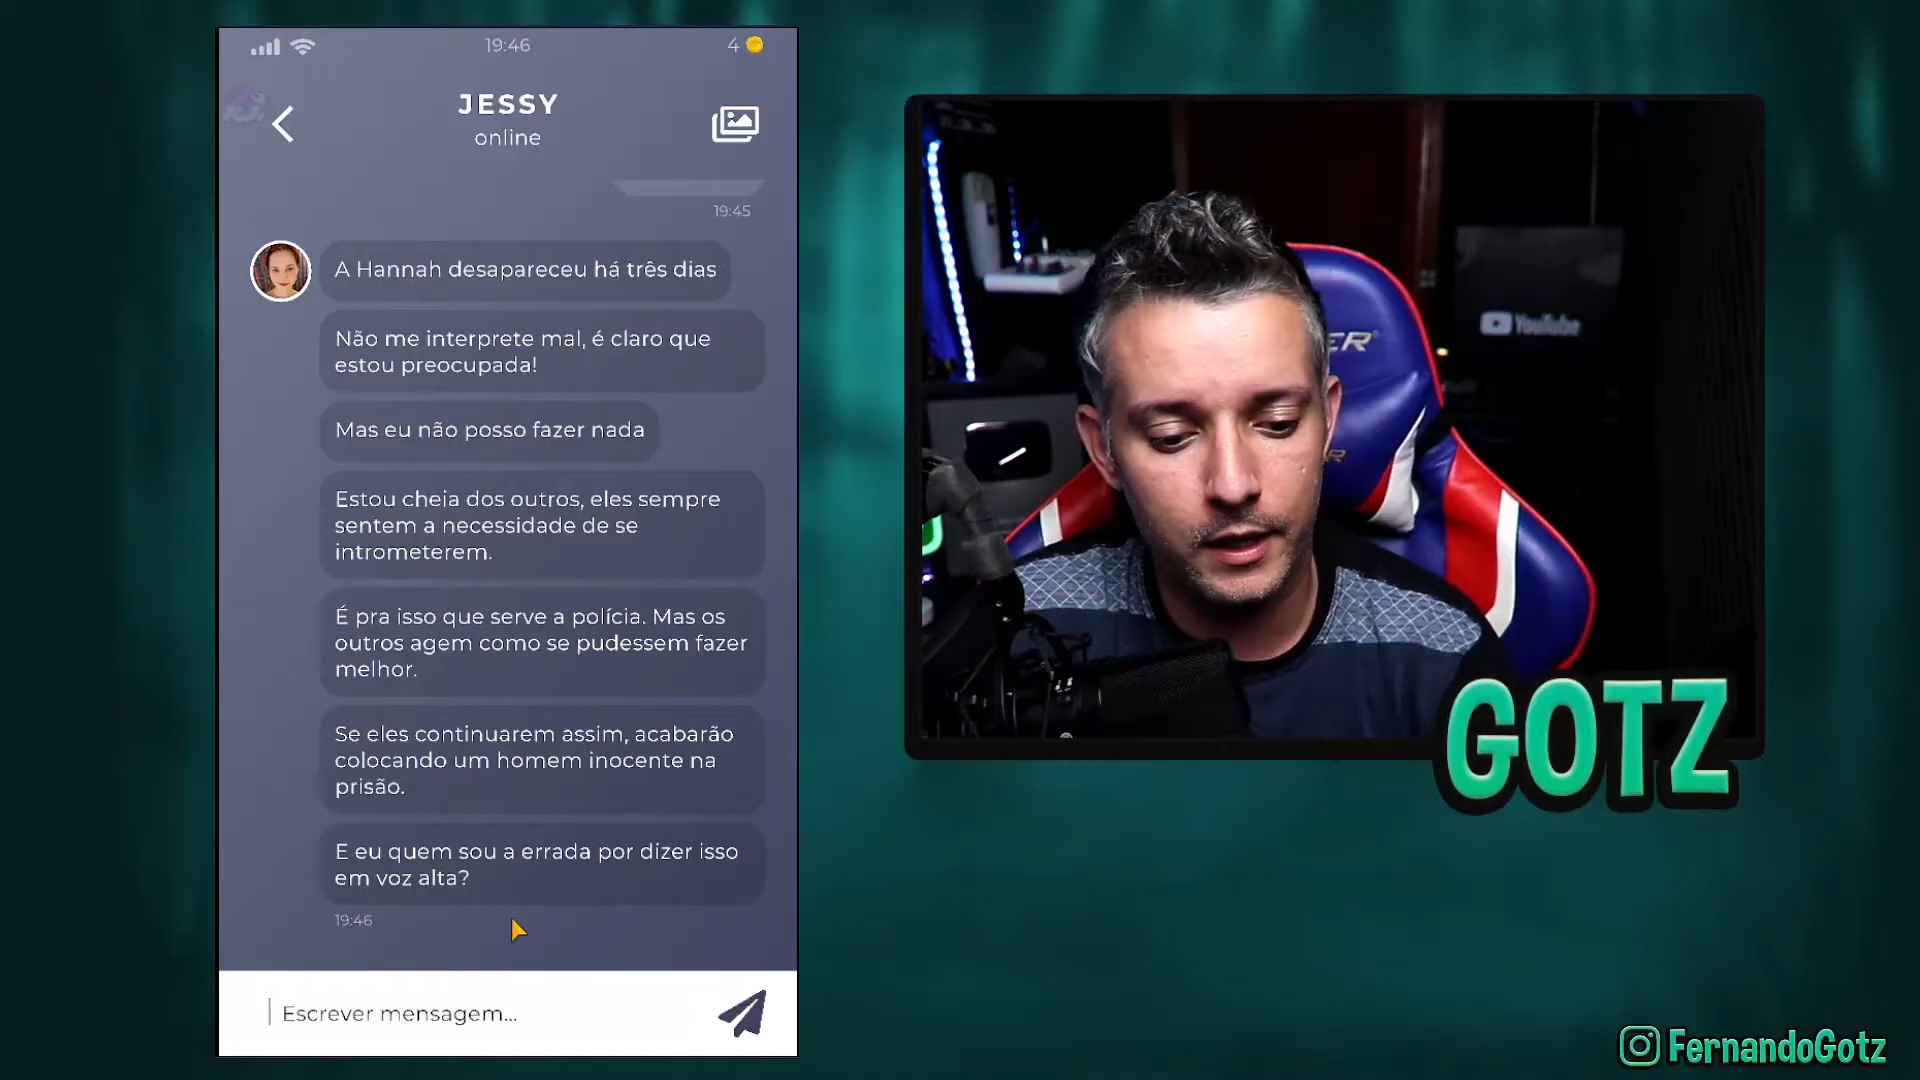 19:46
4
JESSY
online
19:45
A Hannah desapareceu há três dias
Não me interprete mal, é claro que
estou preocupada!
Mas eu não posso fazer nada
Estou cheia dos outros, eles sempre
sentem a necessidade de se
intrometerem.
É pra isso que serve a polícia. Mas os
outros agem como se pudessem fazer
melhor.
Se eles continuarem assim, acabarão
colocando um homem inocente na
prisão.
E eu quem sou a errada por dizer isso
em voz alta?
19:46
Escrever mensagem...
YouTube
GOTZ
FernandoGotz